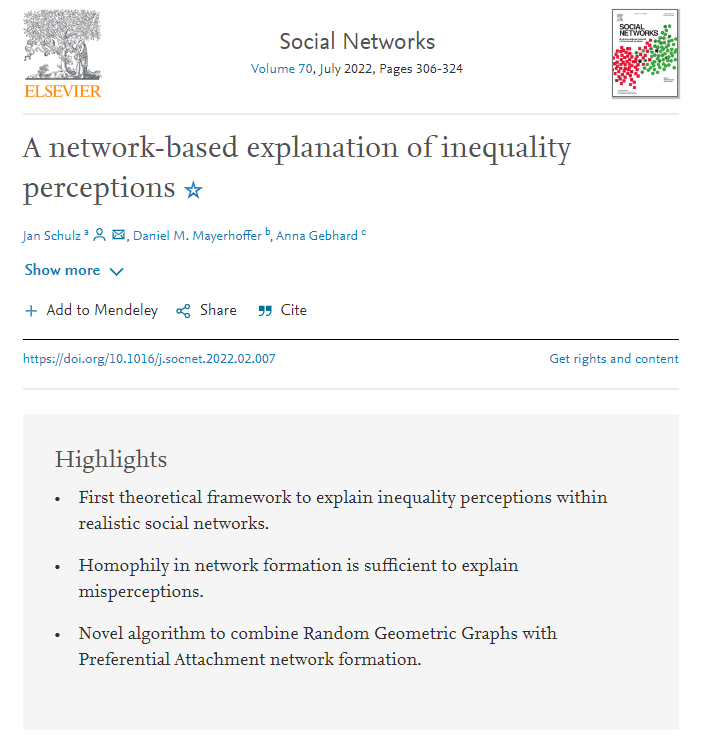 ELSEVIER
Social Networks
Volume 70, July 2022, Pages 306-324
SOCIAL
NETWORKS
A network-based explanation of inequality
perceptions ☆
Jan Schulz a, Daniel M. Mayerhoffer b, Anna Gebhard c
Show more
+ Add to Mendeley Share Cite
https://doi.org/10.1016/j.socnet.2022.02.007 Get rights and content
Highlights
• First theoretical framework to explain inequality perceptions within
realistic social networks.
• Homophily in network formation is sufficient to explain
misperceptions.
• Novel algorithm to combine Random Geometric Graphs with
Preferential Attachment network formation.